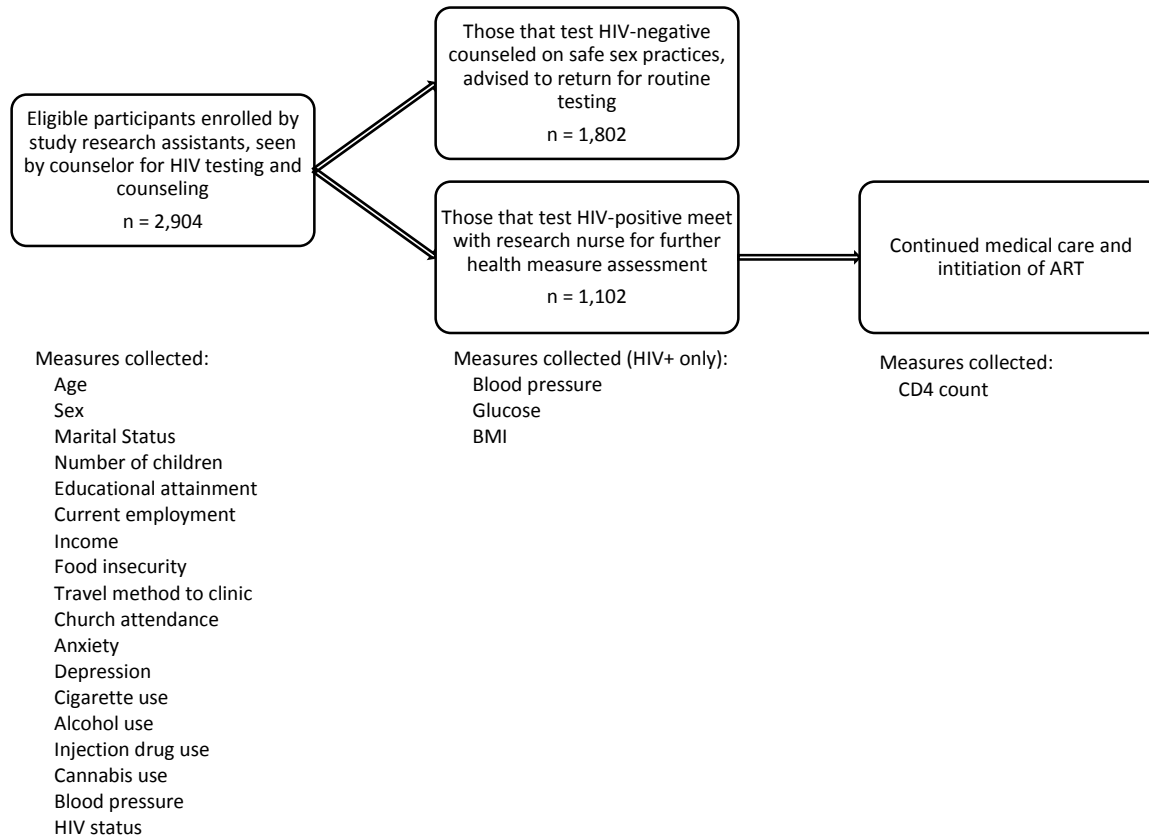 Eligible participants enrolled by
study research assistants, seen
by counselor for HIV testing and
counseling
n = 2,904
Those that test HIV-negative
counseled on safe sex practices,
advised to return for routine
testing
n = 1,802
Those that test HIV-positive meet
with research nurse for further
health measure assessment
n = 1,102
Continued medical care and
intitiation of ART
Measures collected:
Age
Sex
Marital Status
Number of children
Educational attainment
Current employment
Income
Food insecurity
Travel method to clinic
Church attendance
Anxiety
Depression
Cigarette use
Alcohol use
Injection drug use
Cannabis use
Blood pressure
HIV status
Measures collected (HIV+ only):
Blood pressure
Glucose
BMI
Measures collected:
CD4 count